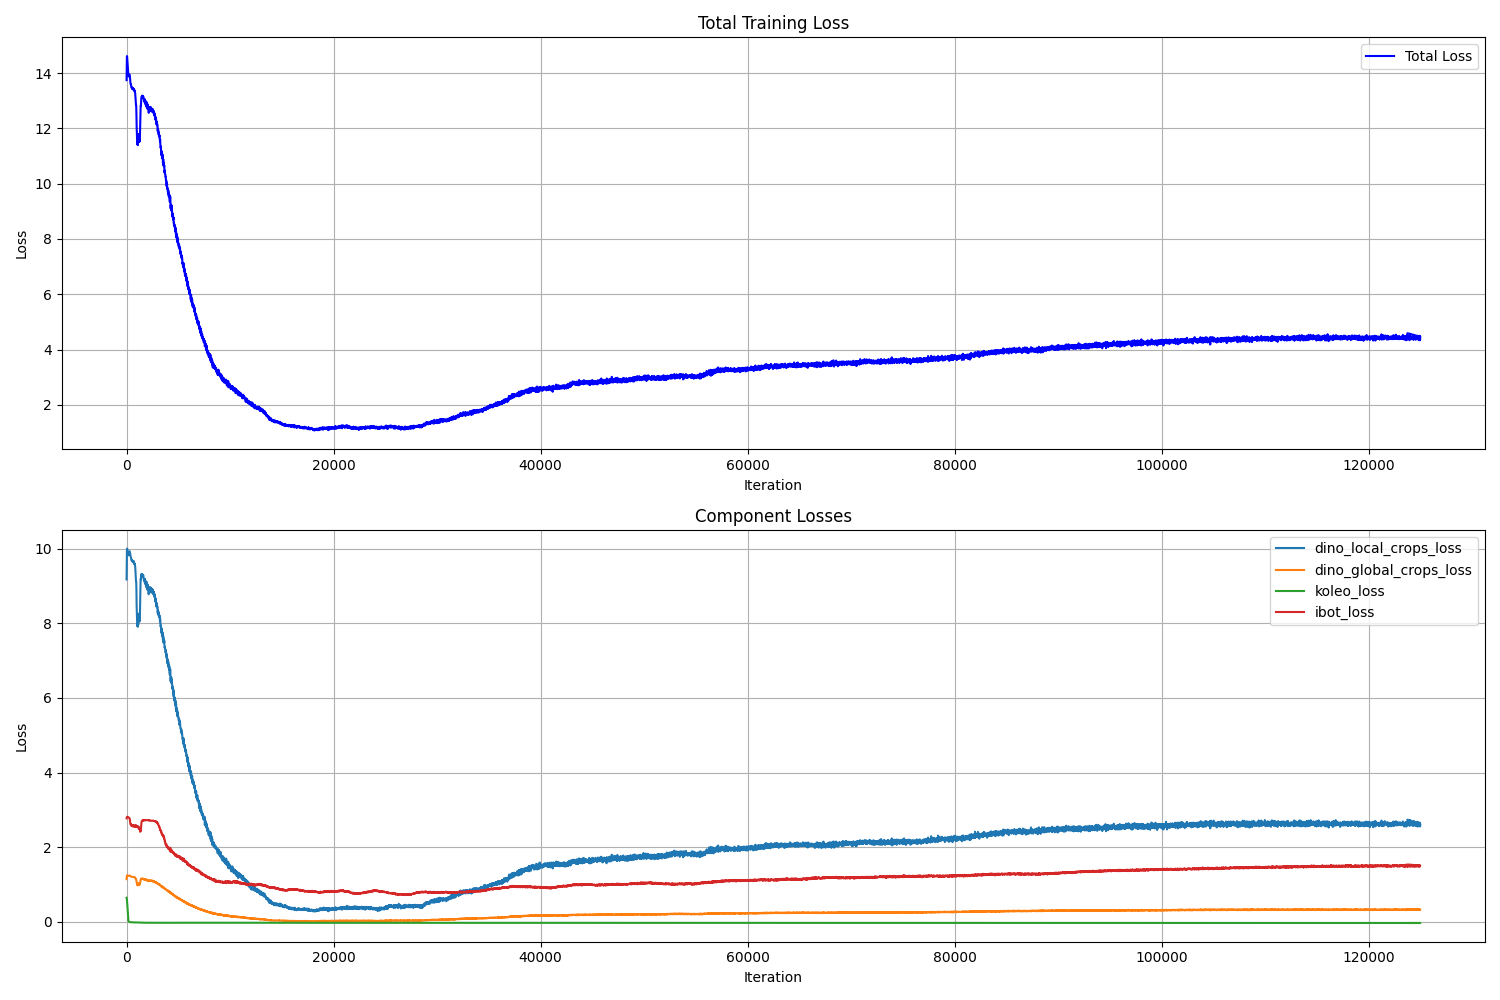 Total Training Loss
Total Loss
14
12
10
8
6
4
2
Loss
0 20000 40000 60000 80000 100000 120000
Iteration
Component Losses
dino_local_crops_loss
dino_global_crops_loss
koleo_loss
ibot_loss
10
8
6
4
2
0
Loss
0 20000 40000 60000 80000 100000 120000
Iteration